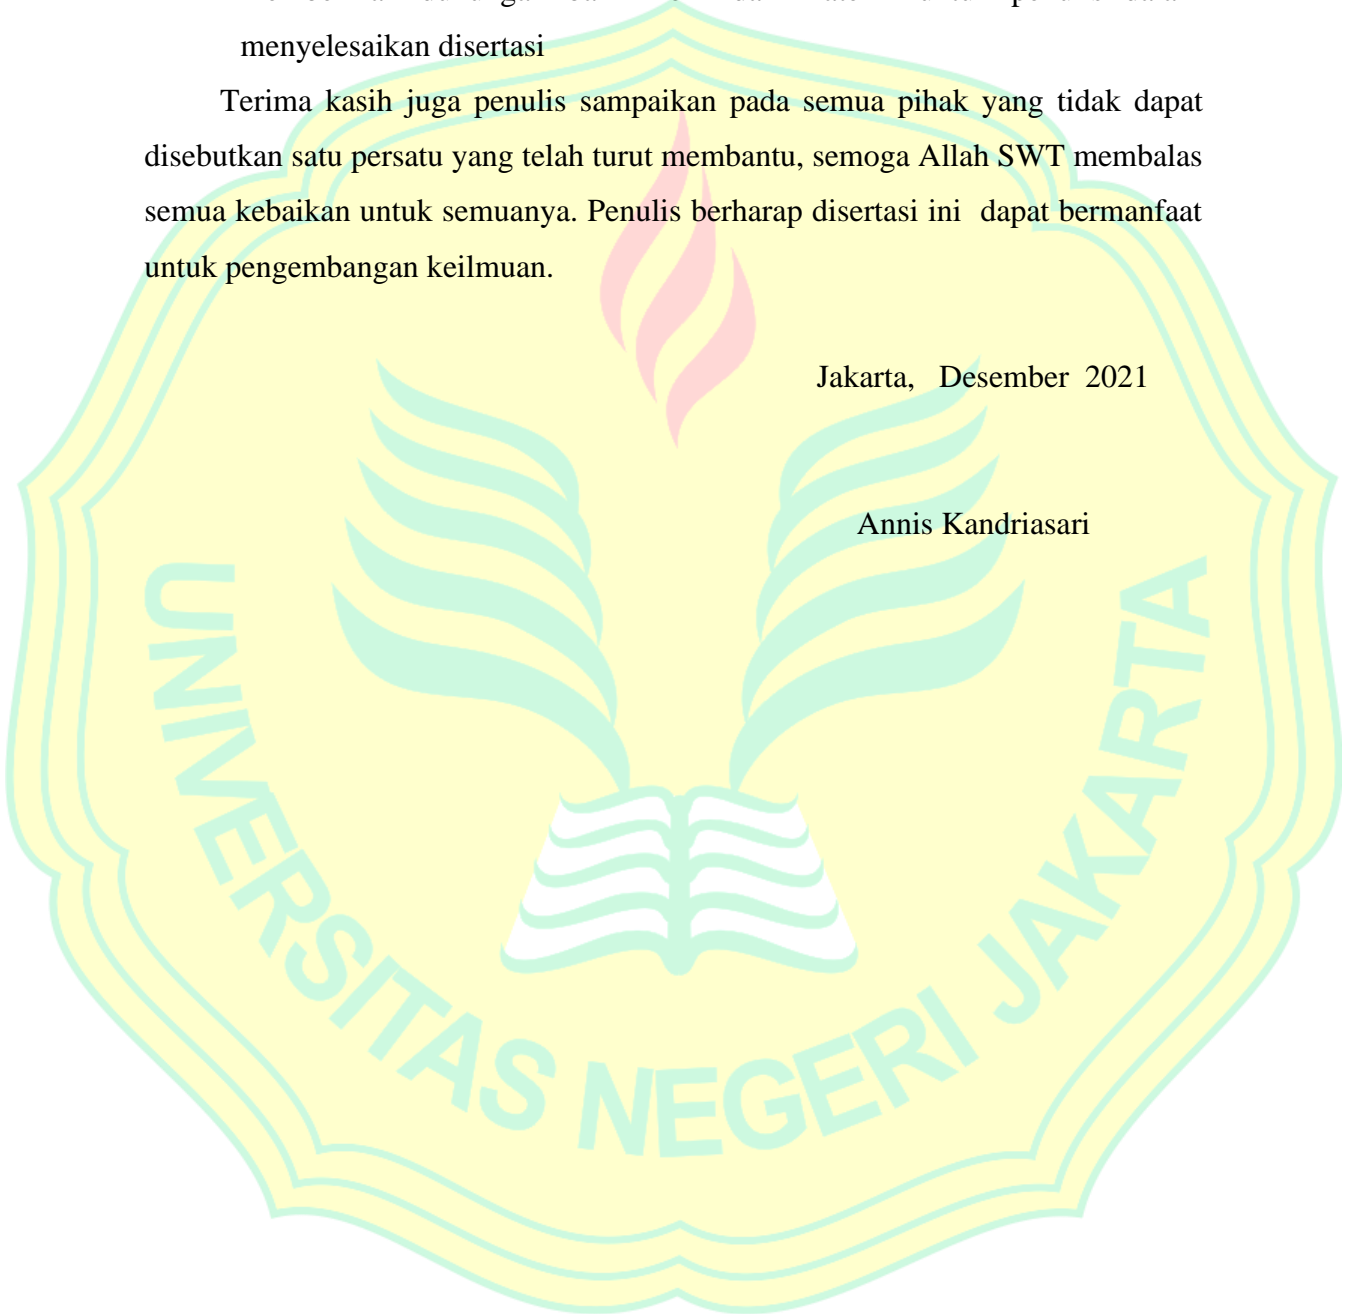 menyelesaikan disertasi
Terima kasih juga penulis sampaikan pada semua pihak yang tidak dapat
disebutkan satu persatu yang telah turut membantu, semoga Allah SWT membalas
semua kebaikan untuk semuanya. Penulis berharap disertasi ini dapat bermanfaat
untuk pengembangan keilmuan.
Jakarta, Desember 2021
Annis Kandriasari
UNIVERSITAS NEGERI JAKARTA